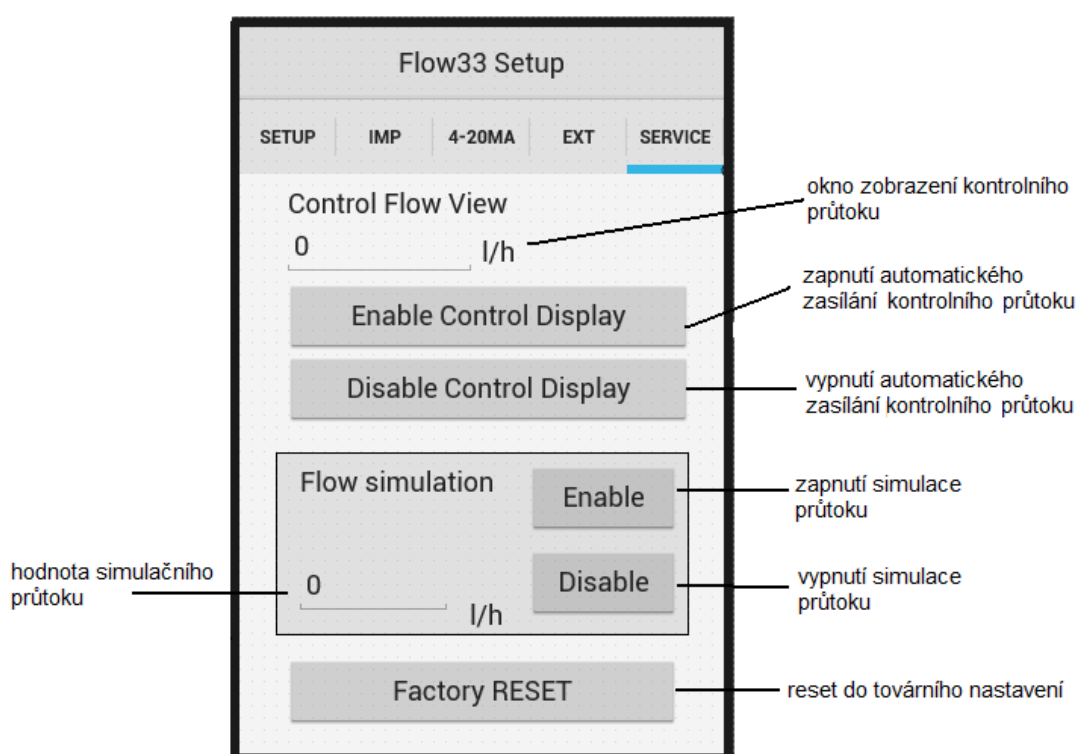 Flow33 Setup
SETUP IMP 4-20MA EXT SERVICE
Control Flow View
0 l/h
okno zobrazení kontrolního
průtoku
Enable Control Display
zapnutí automatického
zasílání kontrolního průtoku
Disable Control Display
vypnutí automatického
zasílání kontrolního průtoku
Flow simulation
Enable
zapnutí simulace
průtoku
hodnota simulačního
průtoku
0 l/h
Disable
vypnutí simulace
průtoku
Factory RESET
reset do továrního nastavení